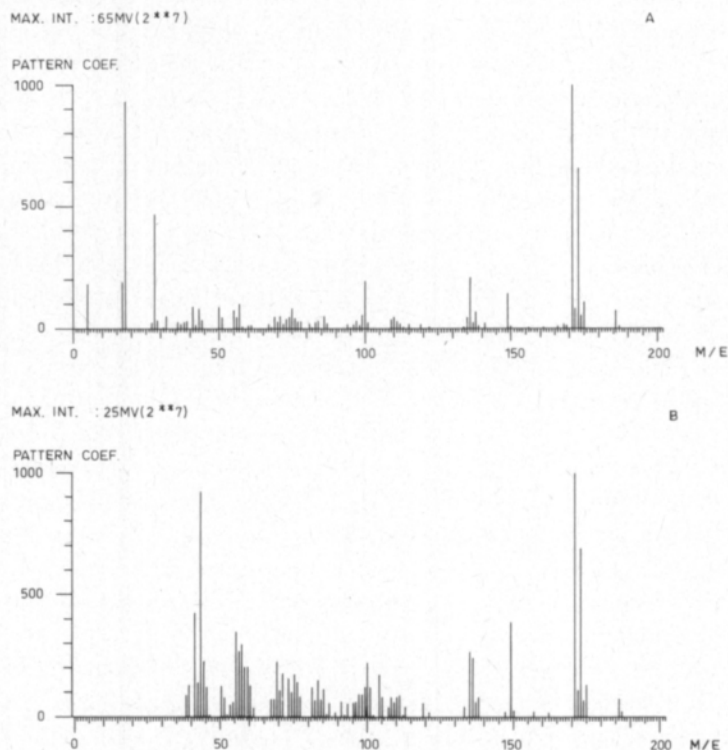 MAX. INT. : 65MV(2**7) A
PATTERN COEF.
1000
500
0
0 50 100 150 200 M/E
MAX. INT. : 25MV(2**7) B
PATTERN COEF.
1000
500
0
0 50 100 150 200 M/E